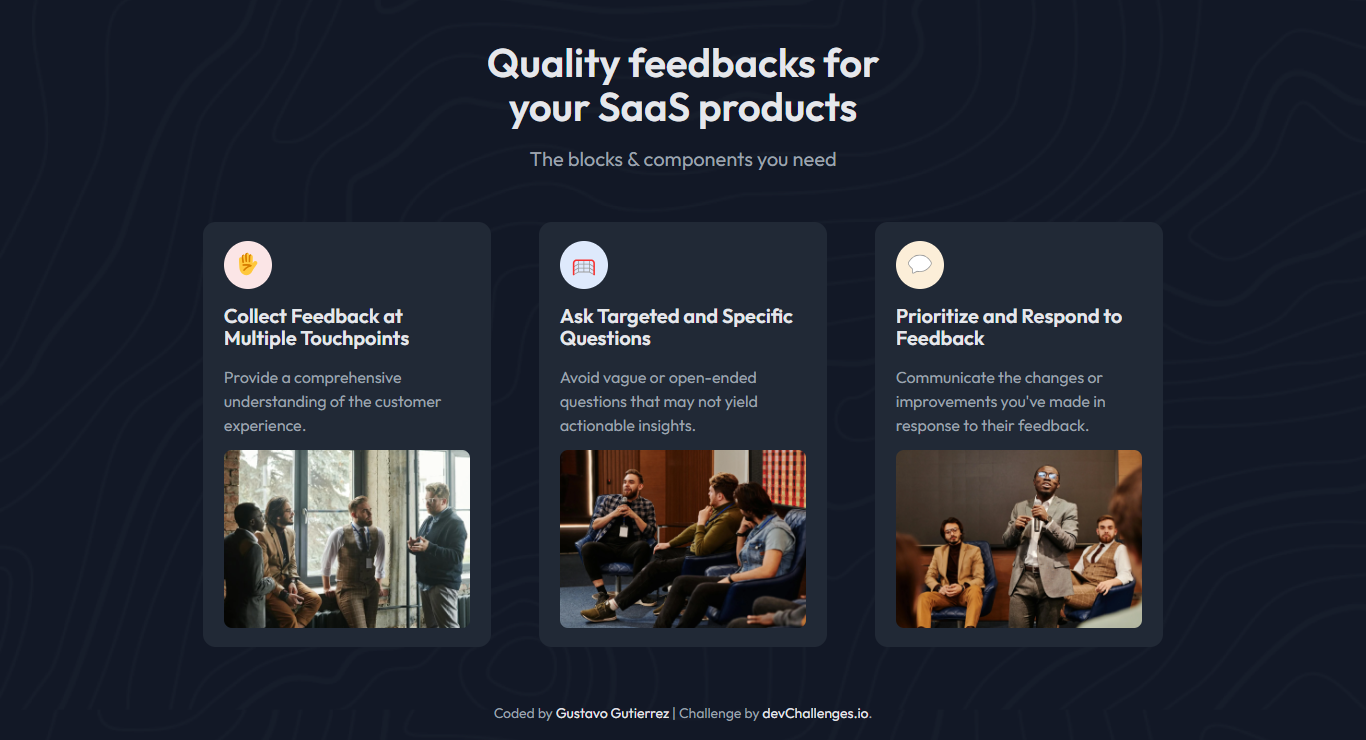 Quality feedbacks for
your SaaS products
The blocks & components you need
Collect Feedback at
Multiple Touchpoints
Provide a comprehensive
understanding of the customer
experience.
Ask Targeted and Specific
Questions
Avoid vague or open-ended
questions that may not yield
actionable insights.
Prioritize and Respond to
Feedback
Communicate the changes or
improvements you've made in
response to their feedback.
Coded by Gustavo Gutierrez | Challenge by devChallenges.io.